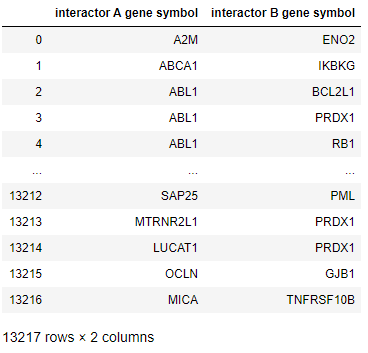 interactor A gene symbol interactor B gene symbol
0 A2M ENO2
1 ABCA1 IKBKG
2 ABL1 BCL2L1
3 ABL1 PRDX1
4 ABL1 RB1
... ... ...
13212 SAP25 PML
13213 MTRNR2L1 PRDX1
13214 LUCAT1 PRDX1
13215 OCLN GJB1
13216 MICA TNFRSF10B
13217 rows × 2 columns